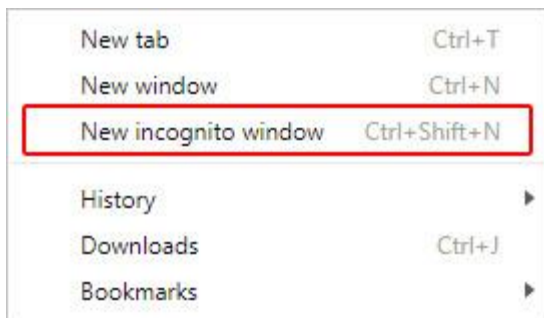 New tab Ctrl+T
New window Ctrl+N
New incognito window Ctrl+Shift+N
History
Downloads Ctrl+J
Bookmarks